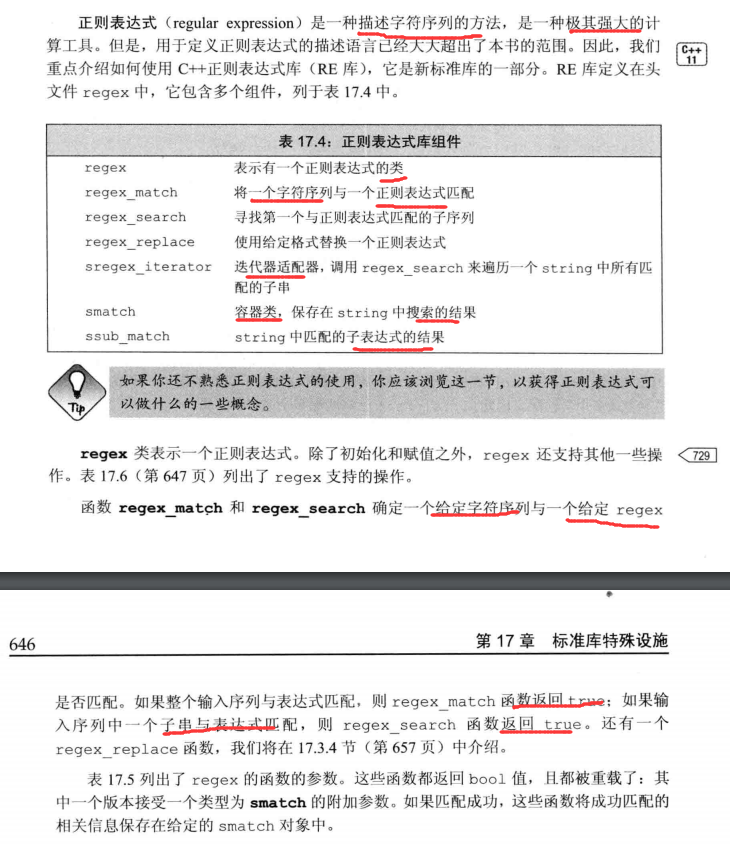 正则表达式（regular expression）是一种描述字符序列的方法，是一种极其强大的计
算工具。但是，用于定义正则表达式的描述语言已经大大超出了本书的范围。因此，我们
重点介绍如何使用 C++正则表达式库（RE 库），它是新标准库的一部分。RE 库定义在头
文件 regex 中，它包含多个组件，列于表 17.4 中。
C++
11
表 17.4：正则表达式库组件
regex 表示有一个正则表达式的类
regex_match 将一个字符序列与一个正则表达式匹配
regex_search 寻找第一个与正则表达式匹配的子序列
regex_replace 使用给定格式替换一个正则表达式
sregex_iterator 迭代器适配器，调用 regex_search 来遍历一个 string 中所有匹
配的子串
smatch 容器类，保存在 string 中搜索的结果
ssub_match string 中匹配的子表达式的结果
Tip
如果你还不熟悉正则表达式的使用，你应该浏览这一节，以获得正则表达式可
以做什么的一些概念。
regex 类表示一个正则表达式。除了初始化和赋值之外，regex 还支持其他一些操
作。表 17.6（第 647 页）列出了 regex 支持的操作。
729
函数 regex_match 和 regex_search 确定一个给定字符序列与一个给定 regex
646
第 17 章 标准库特殊设施
是否匹配。如果整个输入序列与表达式匹配，则 regex_match 函数返回 true；如果输
入序列中一个子串与表达式匹配，则 regex_search 函数返回 true。还有一个
regex_replace 函数，我们将在 17.3.4 节（第 657 页）中介绍。
表 17.5 列出了 regex 的函数的参数。这些函数都返回 bool 值，且都被重载了：其
中一个版本接受一个类型为 smatch 的附加参数。如果匹配成功，这些函数将成功匹配的
相关信息保存在给定的 smatch 对象中。